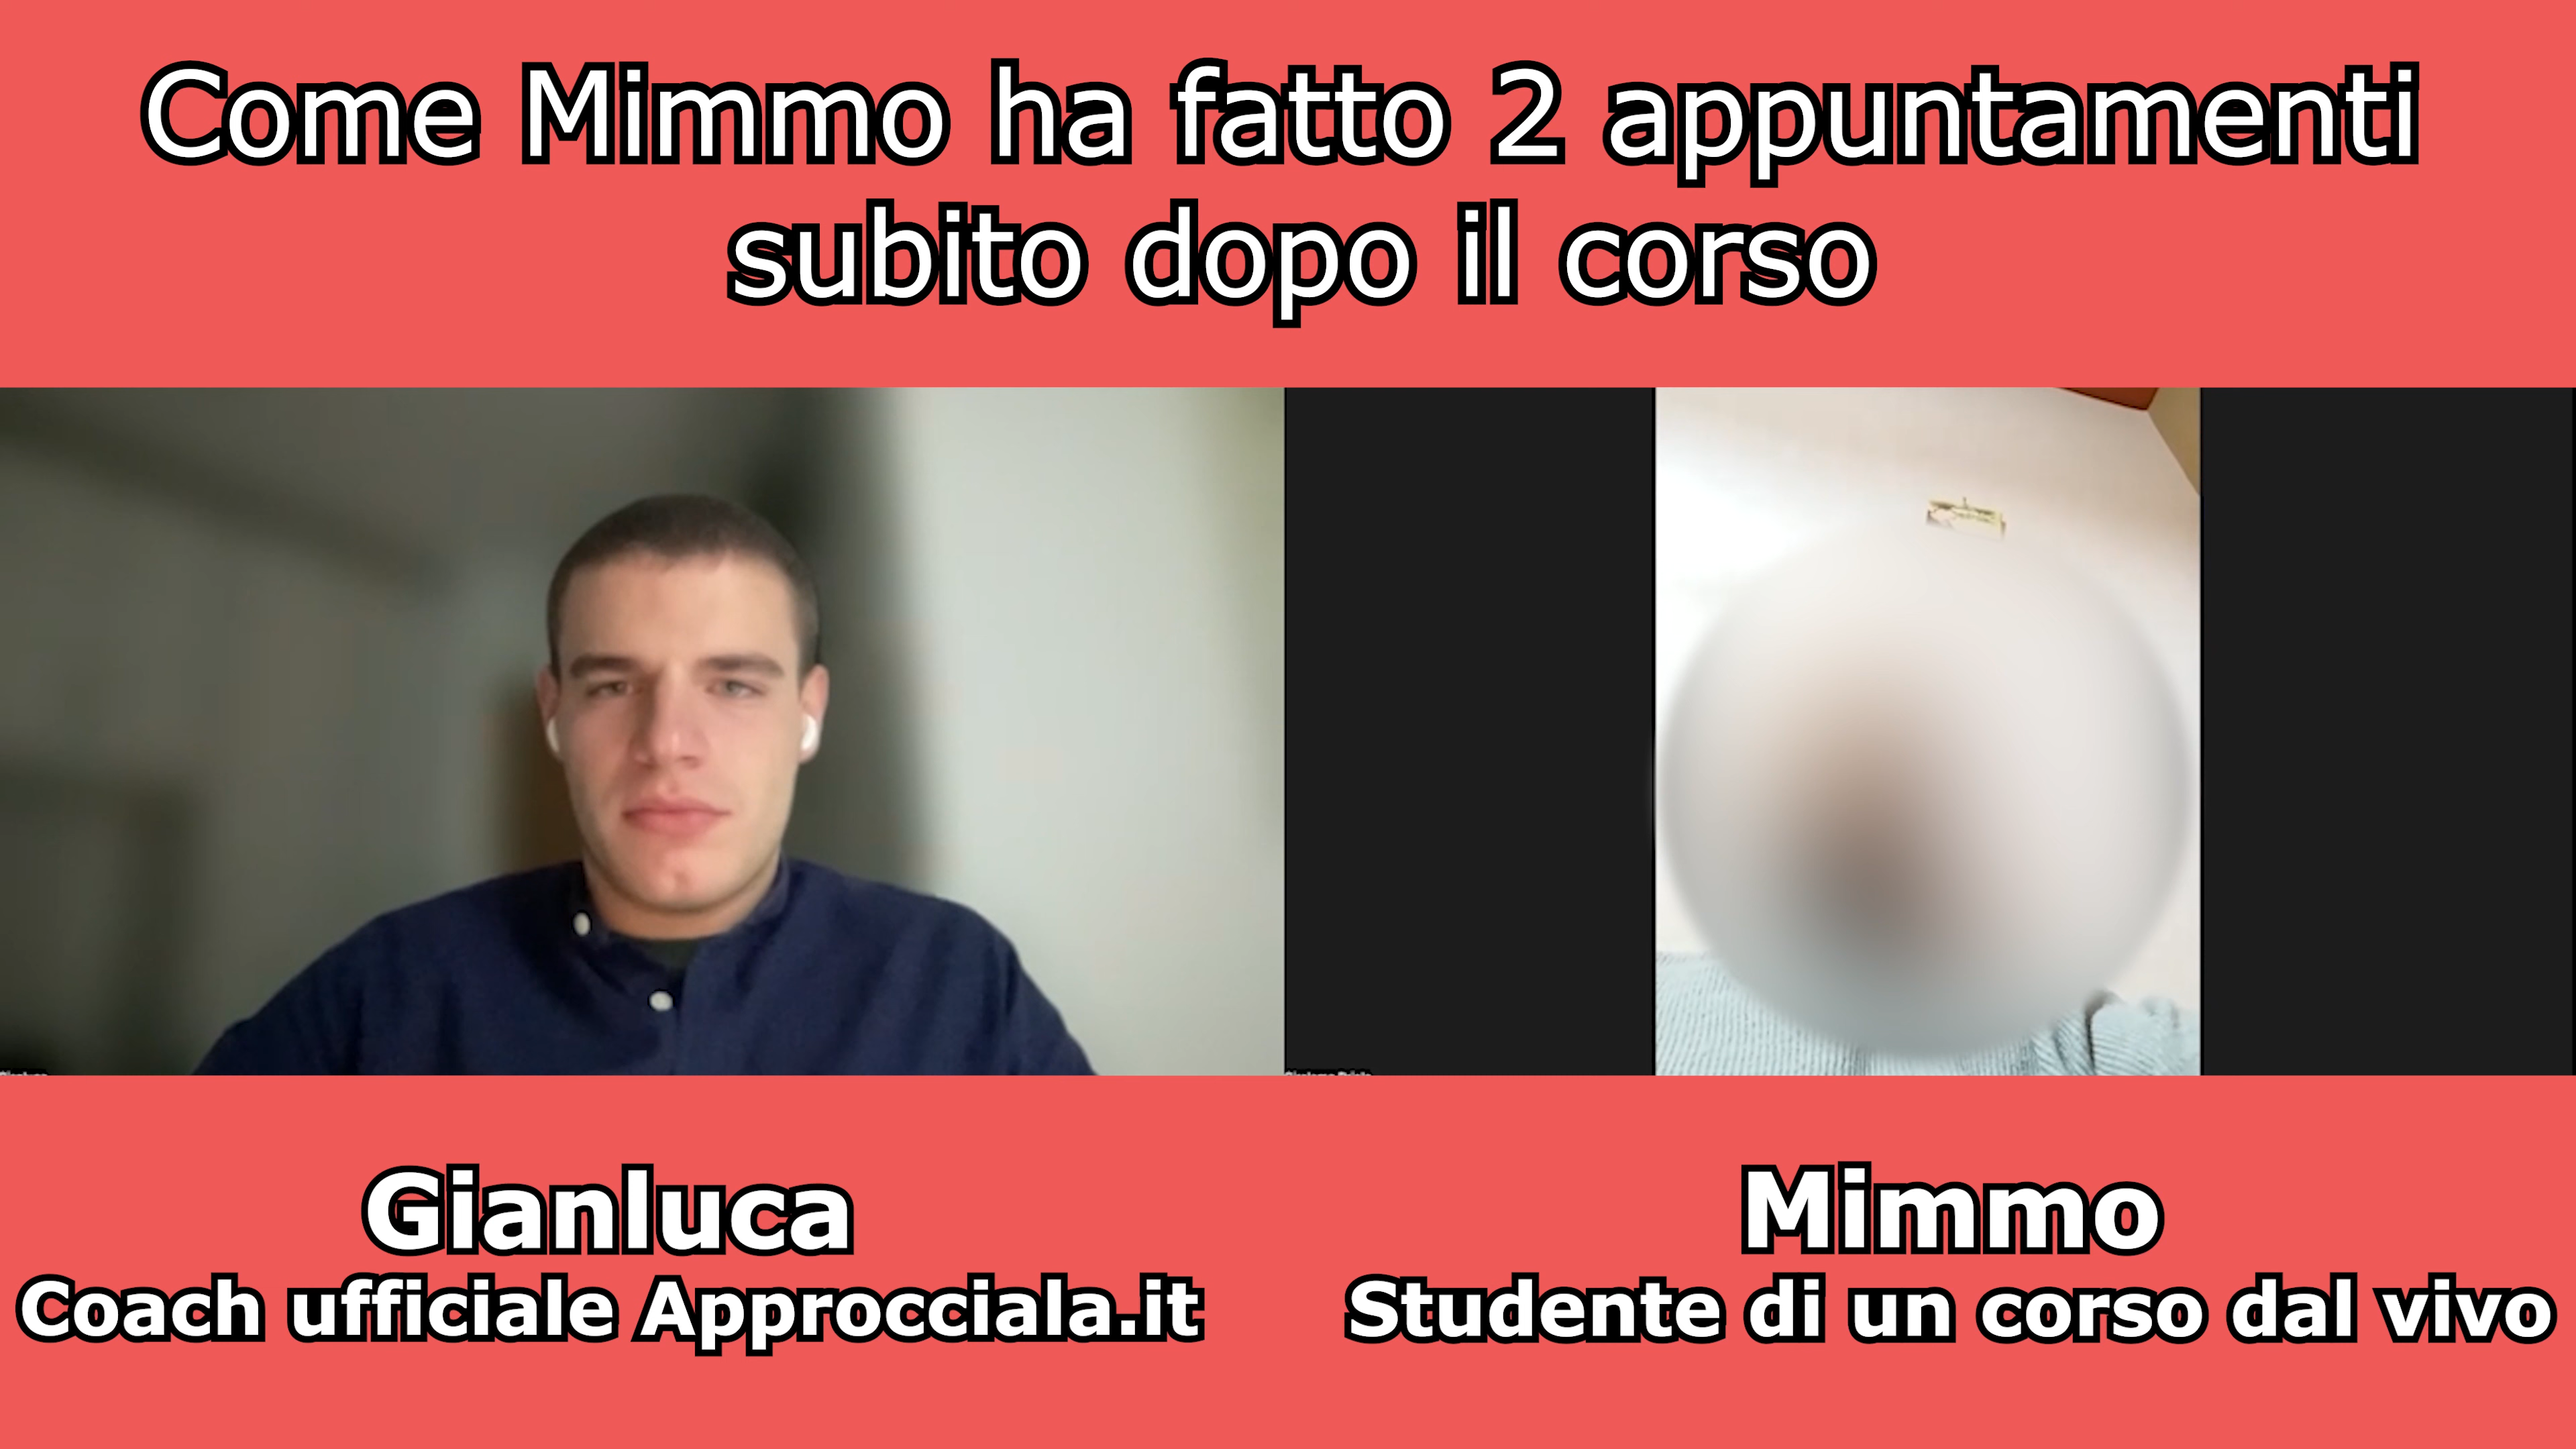 Come Mimmo ha fatto 2 appuntamenti
subito dopo il corso
Gianluca
Mimmo
Coach ufficiale Approcciala.it
Studente di un corso dal vivo